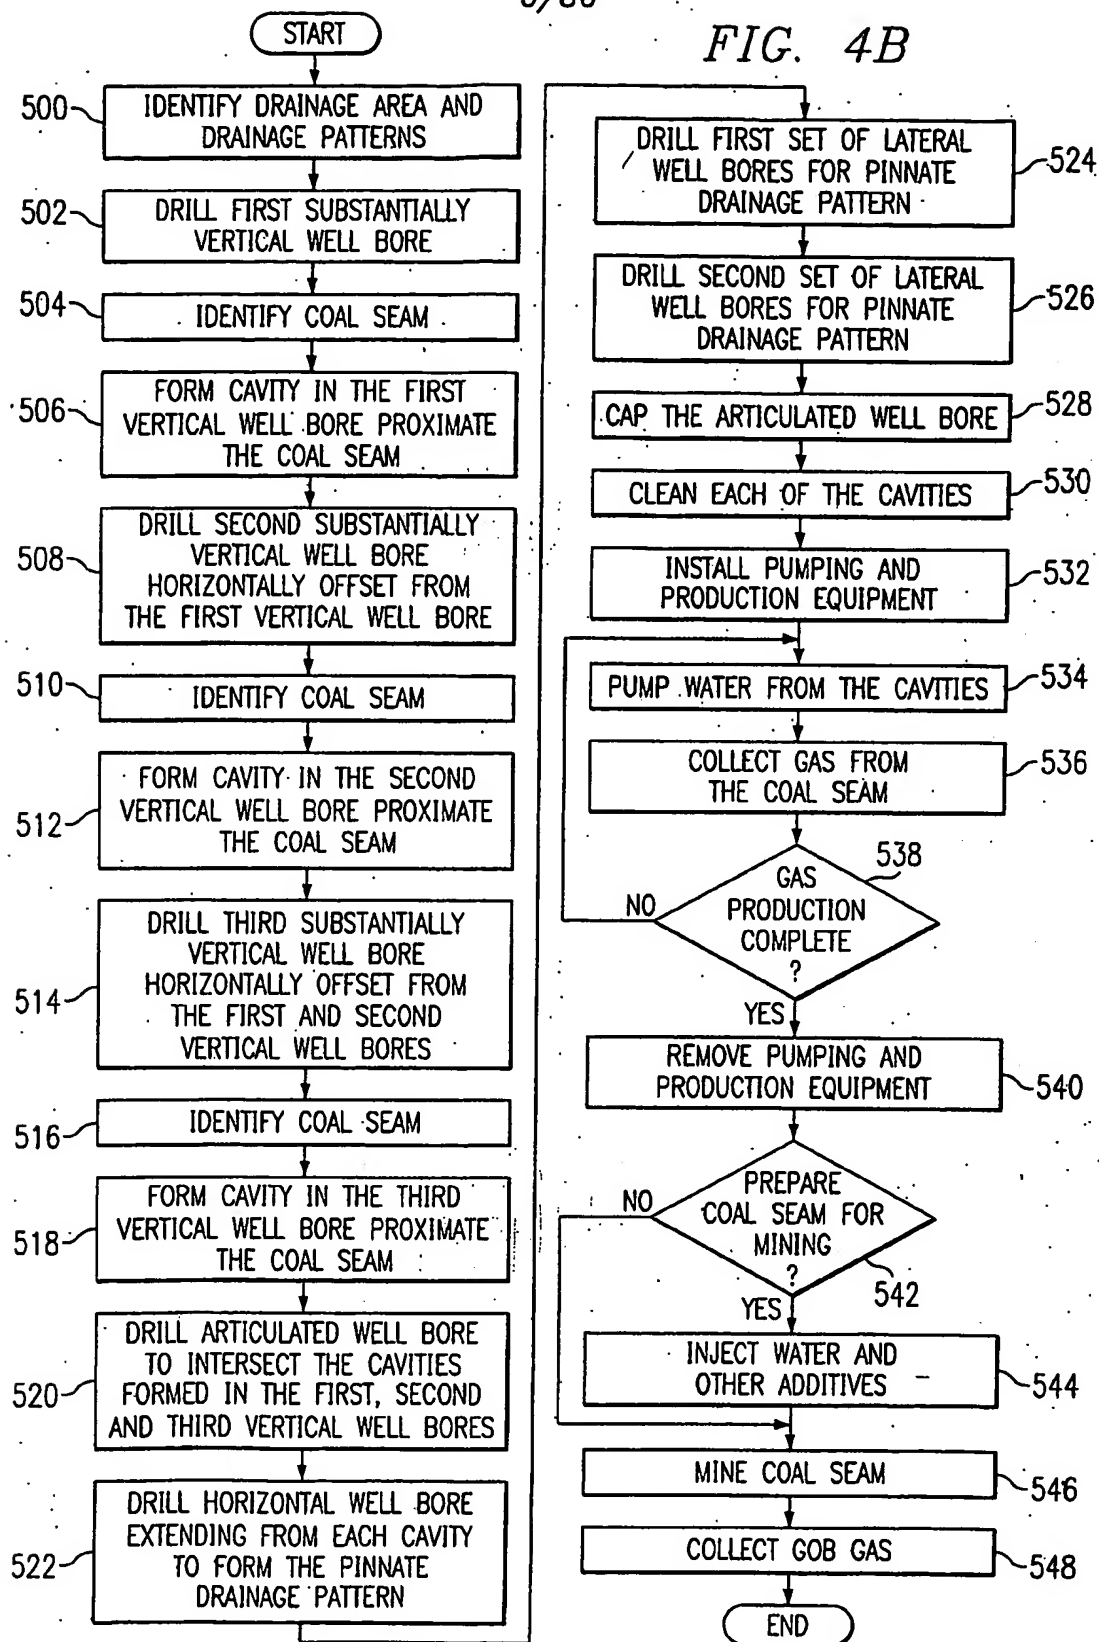 FIG. 4B
START
500
IDENTIFY DRAINAGE AREA AND
DRAINAGE PATTERNS
502
DRILL FIRST SUBSTANTIALLY
VERTICAL WELL BORE
504
IDENTIFY COAL SEAM
506
FORM CAVITY IN THE FIRST
VERTICAL WELL BORE PROXIMATE
THE COAL SEAM
508
DRILL SECOND SUBSTANTIALLY
VERTICAL WELL BORE
HORIZONTALLY OFFSET FROM
THE FIRST VERTICAL WELL BORE
510
IDENTIFY COAL SEAM
512
FORM CAVITY IN THE SECOND
VERTICAL WELL BORE PROXIMATE
THE COAL SEAM
514
DRILL THIRD SUBSTANTIALLY
VERTICAL WELL BORE
HORIZONTALLY OFFSET FROM
THE FIRST AND SECOND
VERTICAL WELL BORES
516
IDENTIFY COAL SEAM
518
FORM CAVITY IN THE THIRD
VERTICAL WELL BORE PROXIMATE
THE COAL SEAM
520
DRILL ARTICULATED WELL BORE
TO INTERSECT THE CAVITIES
FORMED IN THE FIRST, SECOND
AND THIRD VERTICAL WELL BORES
522
DRILL HORIZONTAL WELL BORE
EXTENDING FROM EACH CAVITY
TO FORM THE PINNATE
DRAINAGE PATTERN
DRILL FIRST SET OF LATERAL
WELL BORES FOR PINNATE
DRAINAGE PATTERN
524
DRILL SECOND SET OF LATERAL
WELL BORES FOR PINNATE
DRAINAGE PATTERN
526
CAP THE ARTICULATED WELL BORE
528
CLEAN EACH OF THE CAVITIES
530
INSTALL PUMPING AND
PRODUCTION EQUIPMENT
532
PUMP WATER FROM THE CAVITIES
534
COLLECT GAS FROM
THE COAL SEAM
536
538
GAS
PRODUCTION
COMPLETE
?
NO
YES
REMOVE PUMPING AND
PRODUCTION EQUIPMENT
540
PREPARE
COAL SEAM FOR
MINING
?
542
NO
YES
INJECT WATER AND
OTHER ADDITIVES
544
MINE COAL SEAM
546
COLLECT GOB GAS
548
END